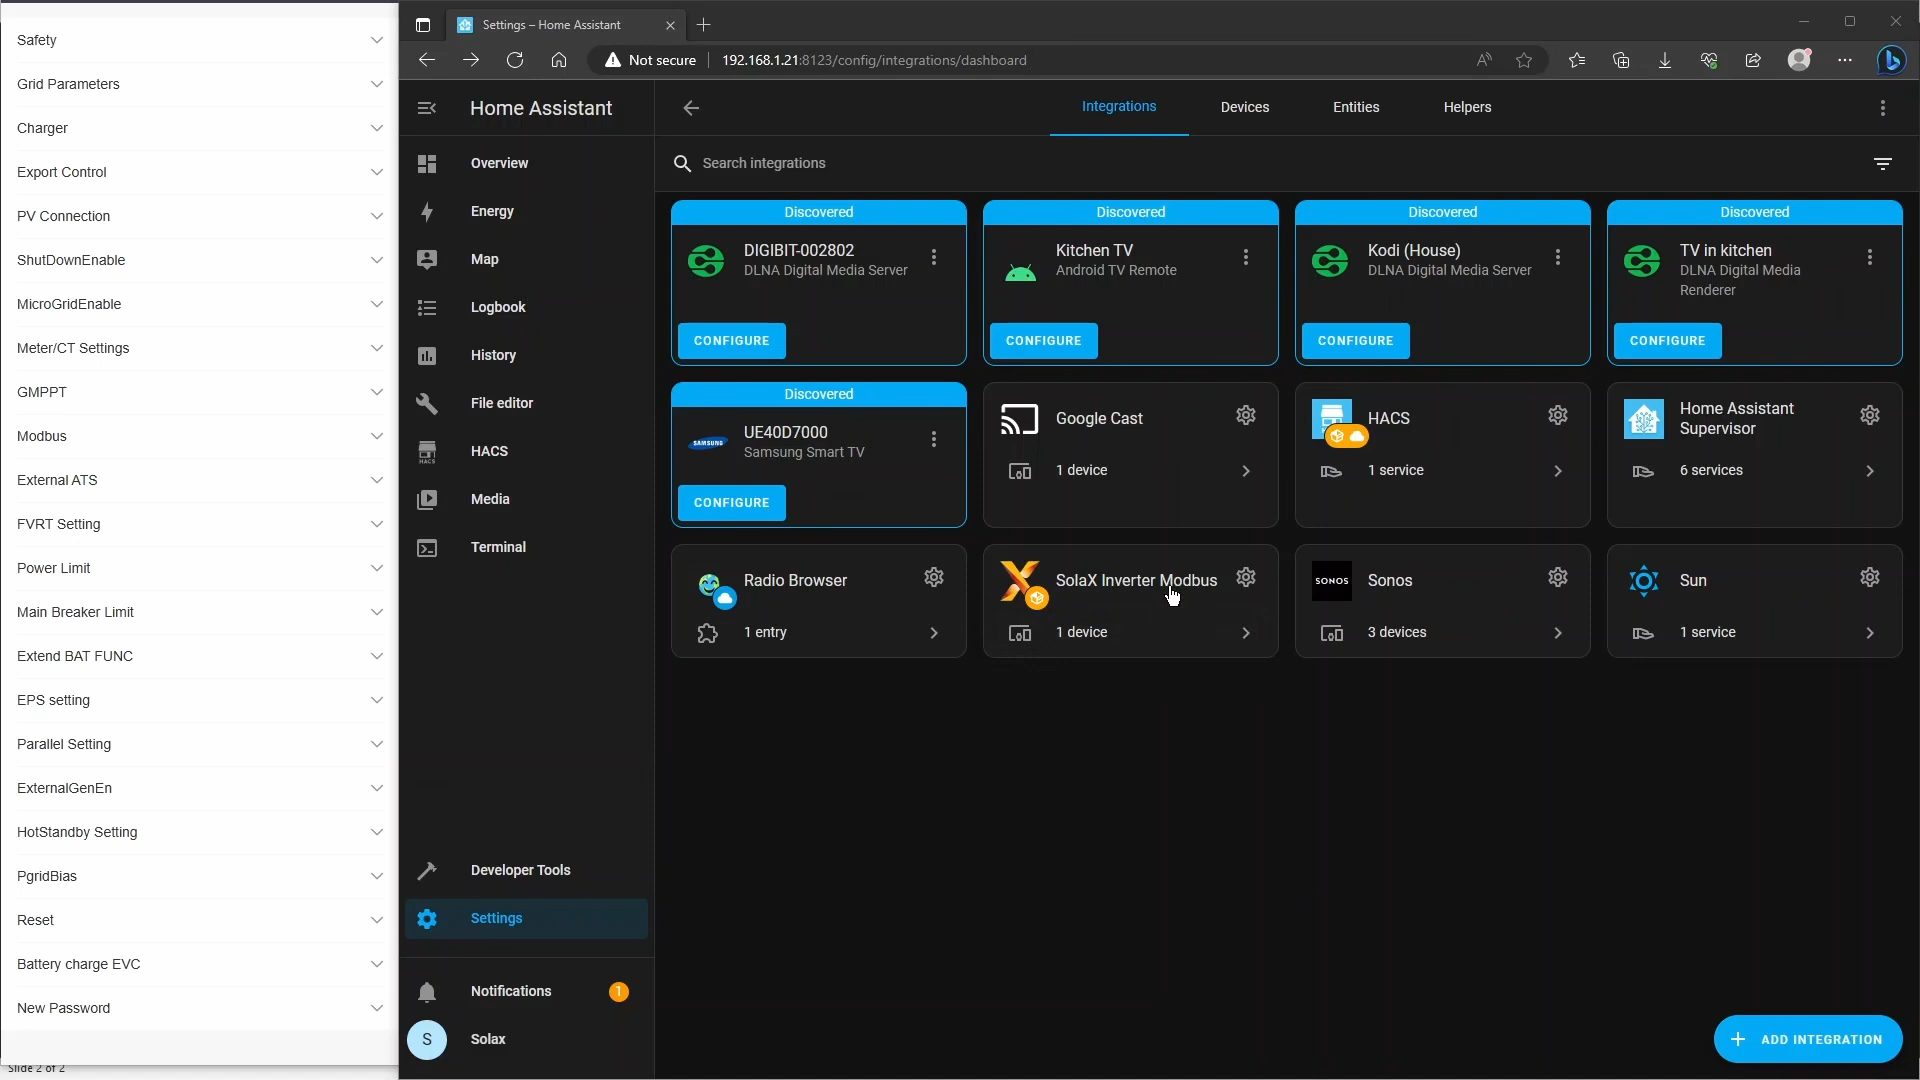 Safety
Grid Parameters
Charger
Export Control
PV Connection
ShutDownEnable
MicroGridEnable
Meter/CT Settings
GMPPT
Modbus
External ATS
FVRT Setting
Power Limit
Main Breaker Limit
Extend BAT FUNC
EPS setting
Parallel Setting
ExternalGenEn
HotStandby Setting
PgridBias
Reset
Battery charge EVC
New Password
Slide 2 of 2
Settings – Home Assistant
Not secure
192.168.1.21:8123/config/integrations/dashboard
Home Assistant
Overview
Energy
Map
Logbook
History
File editor
HACS
HACS
Media
Terminal
Developer Tools
Settings
Notifications
1
S
Solax
Integrations
Devices
Entities
Helpers
Search integrations
Discovered
DIGIBIT-002802
DLNA Digital Media Server
CONFIGURE
Discovered
Kitchen TV
Android TV Remote
CONFIGURE
Discovered
Kodi (House)
DLNA Digital Media Server
CONFIGURE
Discovered
TV in kitchen
DLNA Digital Media
Renderer
CONFIGURE
Discovered
SAMSUNG
UE40D7000
Samsung Smart TV
CONFIGURE
Google Cast
1 device
HACS
1 service
Home Assistant
Supervisor
6 services
Radio Browser
1 entry
SolaX Inverter Modbus
1 device
SONOS
Sonos
3 devices
Sun
1 service
ADD INTEGRATION